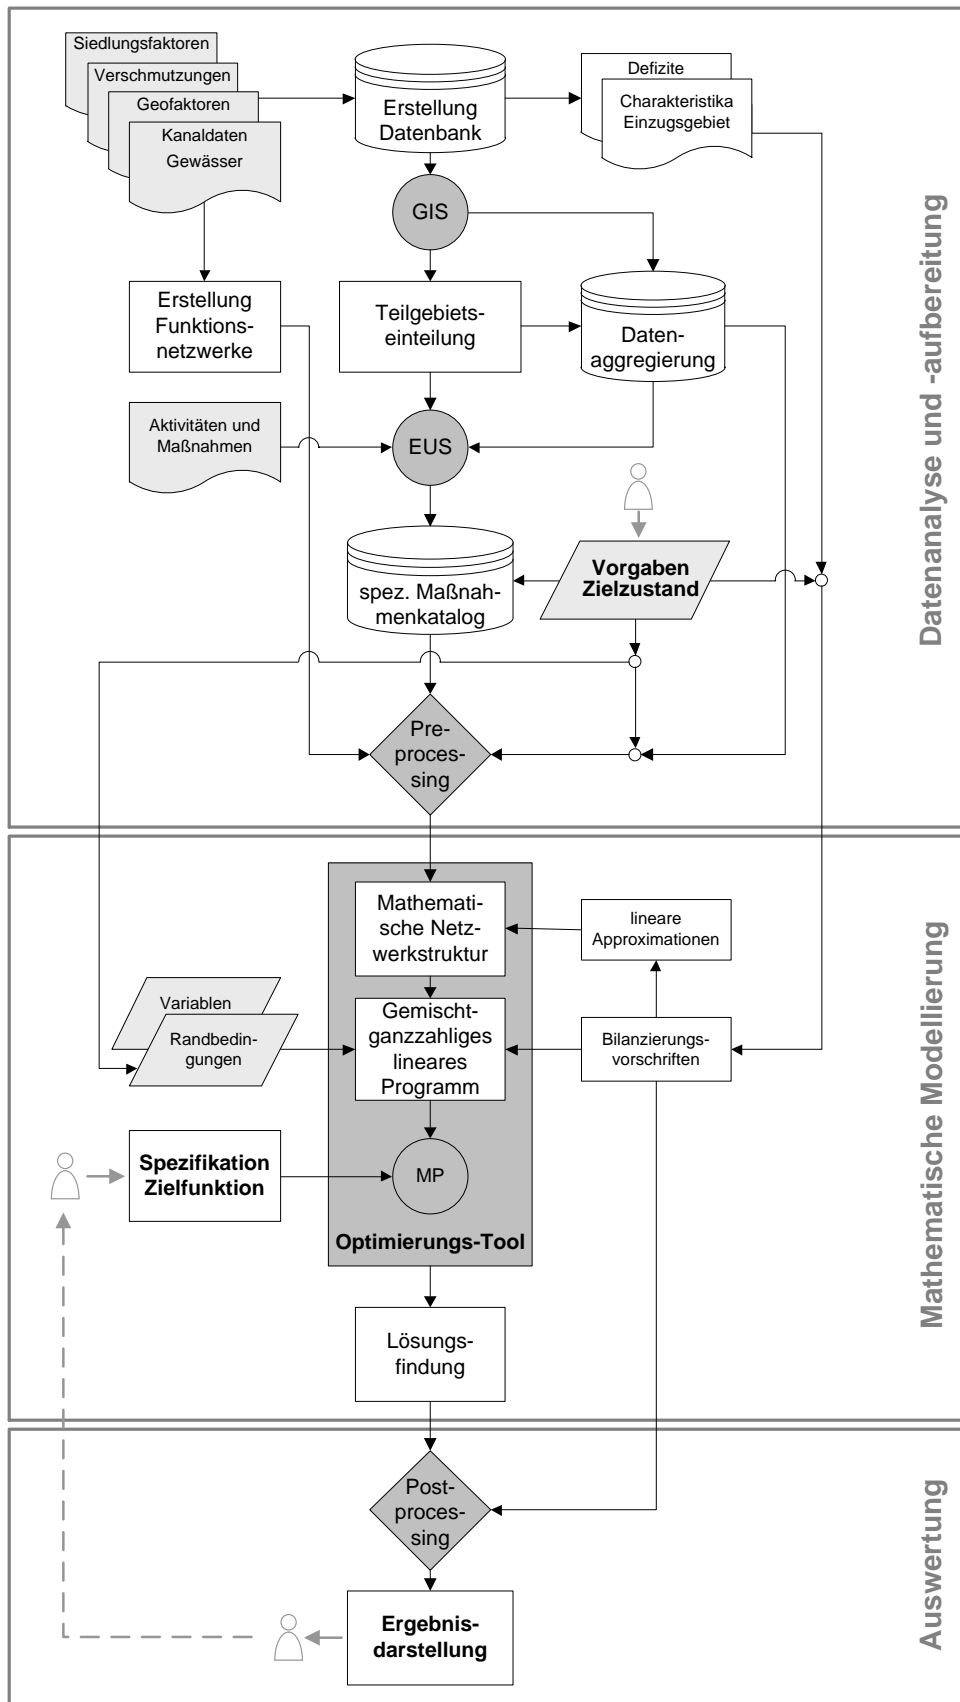 Siedlungsfaktoren
Verschmutzungen
Geofaktoren
Kanaldaten
Gewässer
Erstellung
Datenbank
Defizite
Charakteristika
Einzugsgebiet
GIS
Erstellung
Funktions-
netzwerke
Teilgebiets-
einteilung
Daten-
aggregierung
Aktivitäten und
Maßnahmen
EUS
spez. Maßnah-
menkatalog
Vorgaben
Zielzustand
Pre-
proces-
sing
Datenanalyse und -aufbereitung
Mathemati-
sche Netz-
werkstruktur
lineare
Approximationen
Variablen
Randbedin-
gungen
Gemischt-
ganzzahliges
lineares
Programm
Bilanzierungs-
vorschriften
Spezifikation
Zielfunktion
MP
Optimierungs-Tool
Lösungs-
findung
Mathematische Modellierung
Post-
proces-
sing
Ergebnis-
darstellung
Auswertung